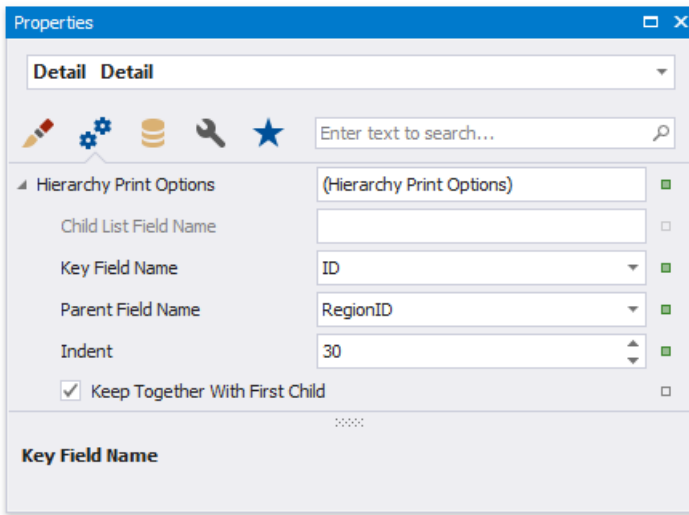 Properties
Detail Detail
Enter text to search...
Hierarchy Print Options (Hierarchy Print Options)
Child List Field Name
Key Field Name ID
Parent Field Name RegionID
Indent 30
Keep Together With First Child
Key Field Name